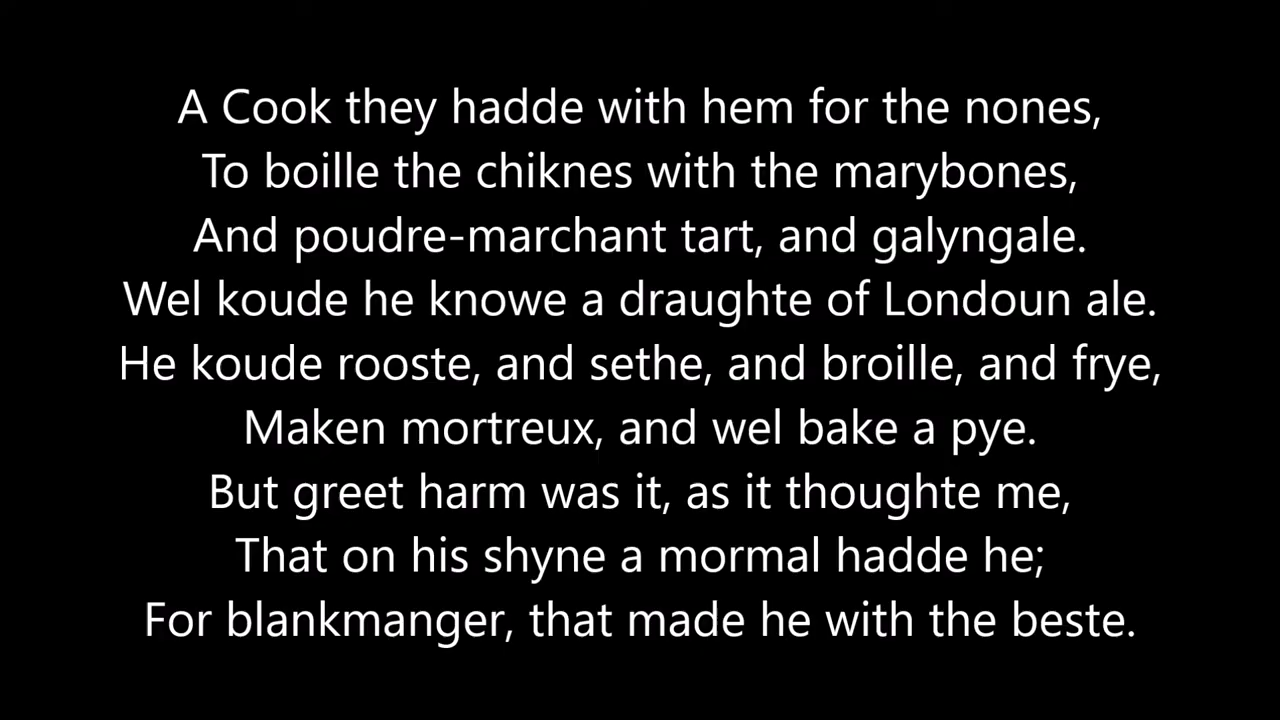 A Cook they hadde with hem for the nones,
To boille the chiknes with the marybones,
And poudre-marchant tart, and galyngale.
Wel koude he knowe a draughte of Londoun ale.
He koude rooste, and sethe, and broille, and frye,
Maken mortreux, and wel bake a pye.
But greet harm was it, as it thoughte me,
That on his shyne a mormal hadde he;
For blankmanger, that made he with the beste.